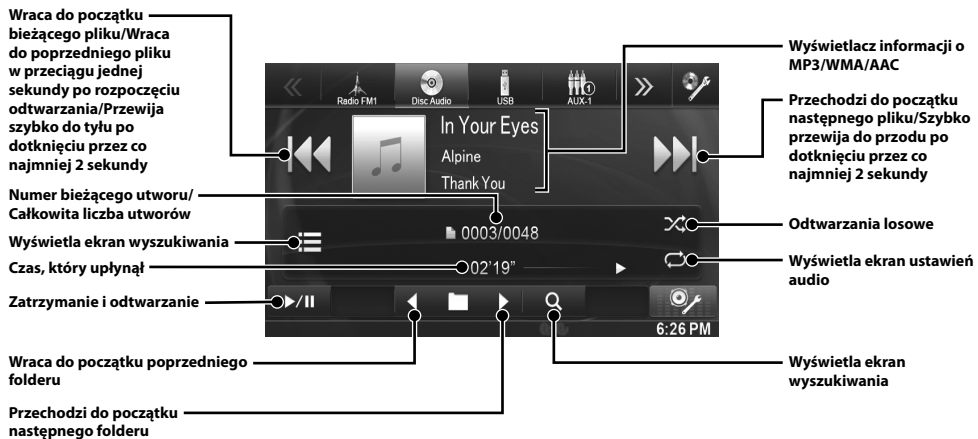 Wraca do początku
bieżącego pliku/Wraca
do poprzedniego pliku
w przeciągu jednej
sekundy po rozpoczęciu
odtwarzania/Przewija
szybko do tyłu po
dotknięciu przez co
najmniej 2 sekundy
Numer bieżącego utworu/
Całkowita liczba utworów
Wyświetla ekran wyszukiwania
Czas, który upłynął
Zatrzymanie i odtwarzanie
Wraca do początku poprzedniego
folderu
Przechodzi do początku
następnego folderu
Radio FM1
Disc Audio
USB
AUX-1
1
In Your Eyes
Alpine
Thank You
0003/0048
02'19"
6:26 PM
Wyświetlacz informacji o
MP3/WMA/AAC
Przechodzi do początku
następnego pliku/Szybko
przewija do przodu po
dotknięciu przez co
najmniej 2 sekundy
Odtwarzania losowe
Wyświetla ekran ustawień
audio
Wyświetla ekran
wyszukiwania